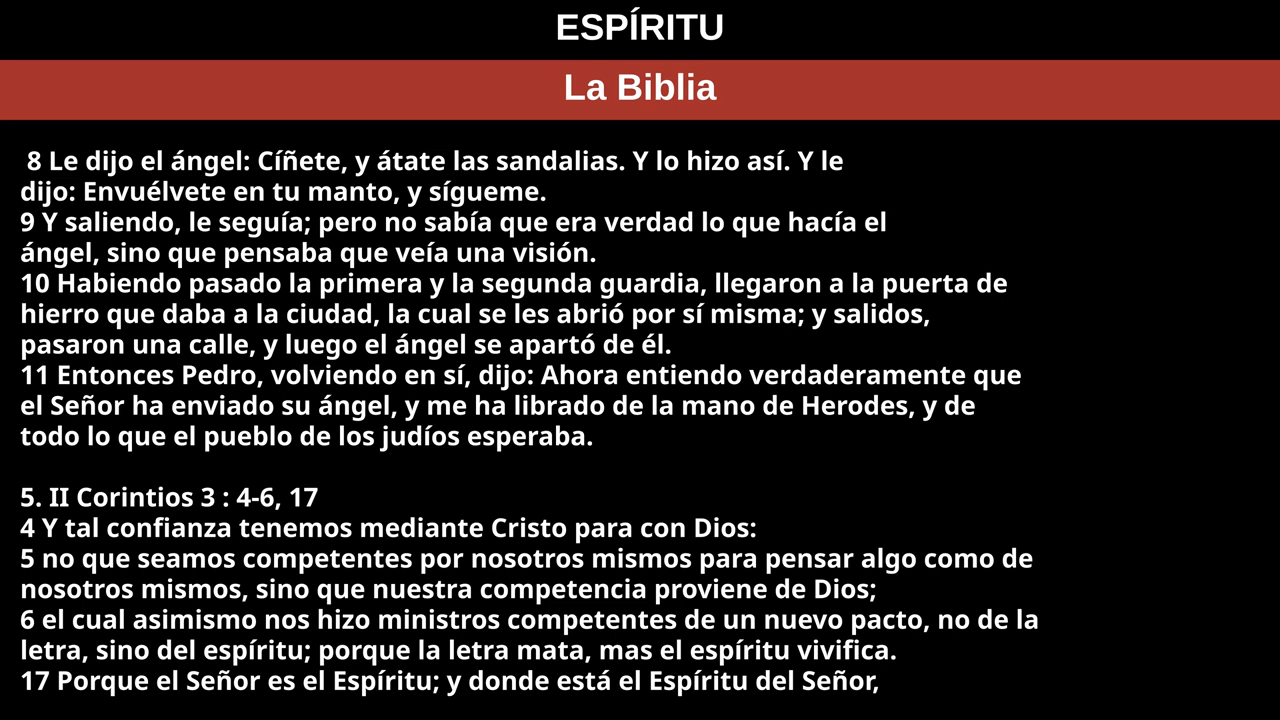 ESPÍRITU
La Biblia
8 Le dijo el ángel: Cíñete, y átate las sandalias. Y lo hizo así. Y le
dijo: Envuélvete en tu manto, y sígueme.
9 Y saliendo, le seguía; pero no sabía que era verdad lo que hacía el
ángel, sino que pensaba que veía una visión.
10 Habiendo pasado la primera y la segunda guardia, llegaron a la puerta de
hierro que daba a la ciudad, la cual se les abrió por sí misma; y salidos,
pasaron una calle, y luego el ángel se apartó de él.
11 Entonces Pedro, volviendo en sí, dijo: Ahora entiendo verdaderamente que
el Señor ha enviado su ángel, y me ha librado de la mano de Herodes, y de
todo lo que el pueblo de los judíos esperaba.
5. II Corintios 3 : 4-6, 17
4 Y tal confianza tenemos mediante Cristo para con Dios:
5 no que seamos competentes por nosotros mismos para pensar algo como de
nosotros mismos, sino que nuestra competencia proviene de Dios;
6 el cual asimismo nos hizo ministros competentes de un nuevo pacto, no de la
letra, sino del espíritu; porque la letra mata, mas el espíritu vivifica.
17 Porque el Señor es el Espíritu; y donde está el Espíritu del Señor,